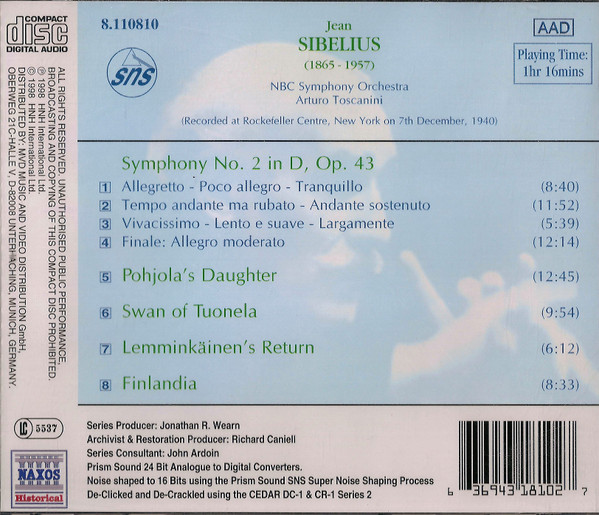 COMPACT
disc
DIGITAL AUDIO
8.110810
sns
Jean
SIBELIUS
(1865 - 1957)
NBC Symphony Orchestra
Arturo Toscanini
(Recorded at Rockefeller Centre, New York on 7th December, 1940)
AAD
Playing Time:
1hr 16mins
Symphony No. 2 in D, Op. 43
1 Allegretto - Poco allegro - Tranquillo (8:40)
2 Tempo andante ma rubato - Andante sostenuto (11:52)
3 Vivacissimo - Lento e suave - Largamente (5:39)
4 Finale: Allegro moderato (12:14)
5 Pohjola's Daughter (12:45)
6 Swan of Tuonela (9:54)
7 Lemminkäinen's Return (6:12)
8 Finlandia (8:33)
ALL RIGHTS RESERVED. UNAUTHORISED PUBLIC PERFORMANCE,
BROADCASTING AND COPYING OF THIS COMPACT DISC PROHIBITED.
℗ 1998 HNH International Ltd.
© 1998 HNH International Ltd.
DISTRIBUTED BY: MVD MUSIC AND VIDEO DISTRIBUTION GmbH,
OBERWEG 21C-HALLE V. D-82008 UNTERHACHING, MUNICH, GERMANY.
LC 5537
NAXOS
Historical
Series Producer: Jonathan R. Wearn
Archivist & Restoration Producer: Richard Caniell
Series Consultant: John Ardoin
Prism Sound 24 Bit Analogue to Digital Converters.
Noise shaped to 16 Bits using the Prism Sound SNS Super Noise Shaping Process
De-Clicked and De-Crackled using the CEDAR DC-1 & CR-1 Series 2
6 36943 18102 7